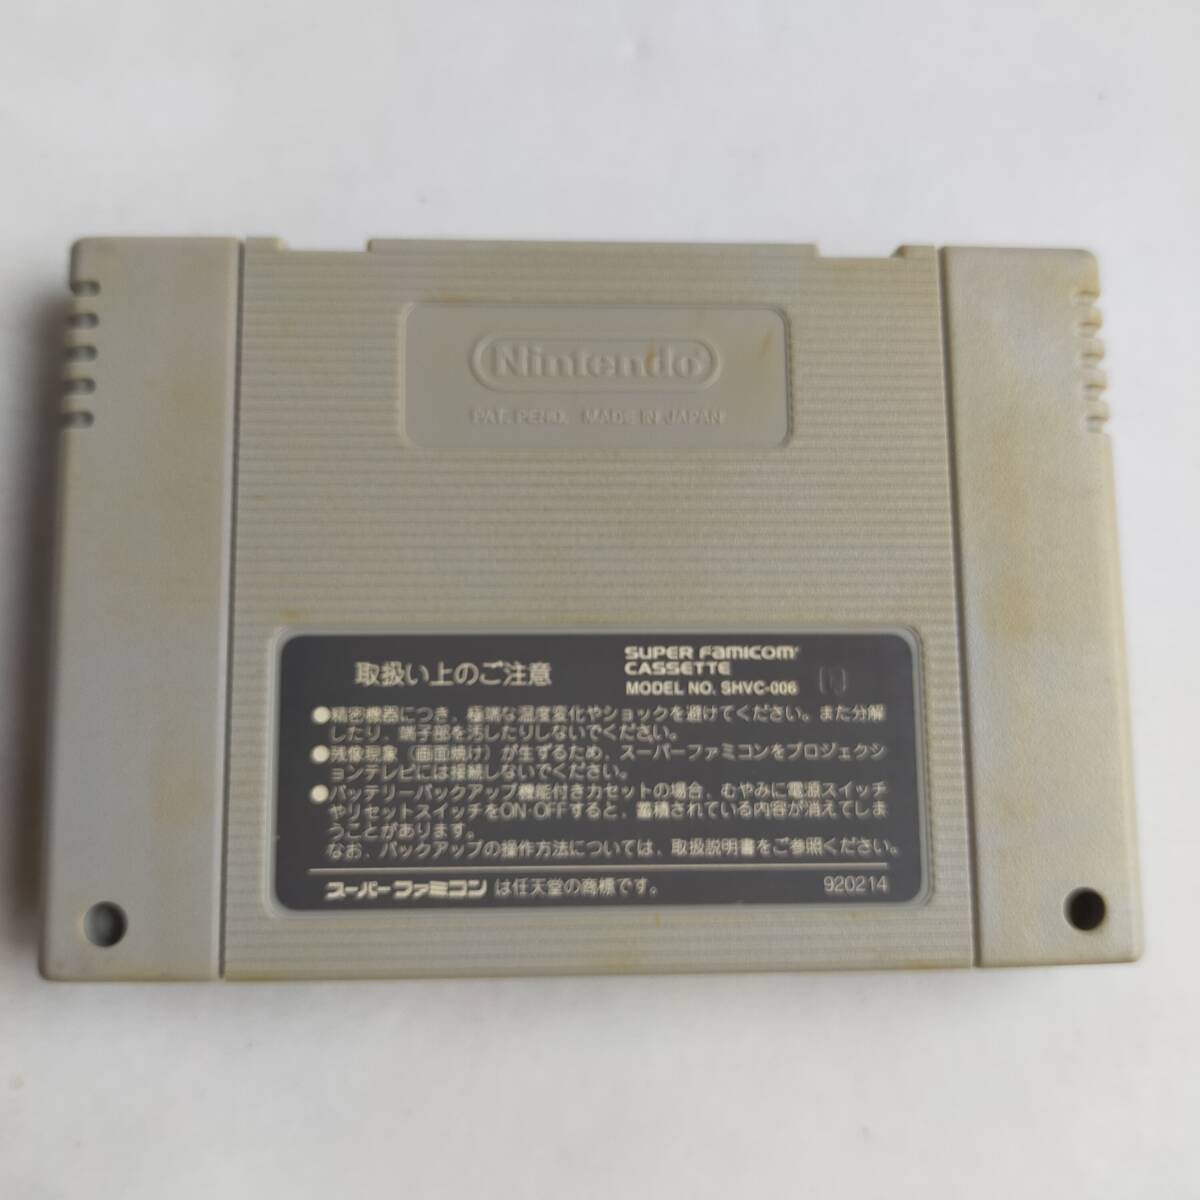 Nintendo
PAT. PEND. MADE IN JAPAN
取扱い上のご注意
SUPER Famicom
CASSETTE
MODEL NO. SHVC-006
●精密機器につき、極端な温度変化やショックを避けてください。また分解
したり、端子部を汚したりしないでください。
●残像現象(画面焼け)が生ずるため、スーパーファミコンをプロジェクシ
ョンテレビには接続しないでください。
●バッテリーバックアップ機能付きカセットの場合、むやみに電源スイッチ
やリセットスイッチをON・OFFすると、蓄積されている内容が消えてしま
うことがあります。
なお、バックアップの操作方法については、取扱説明書をご参照ください。
スーパーファミコンは任天堂の商標です。
920214